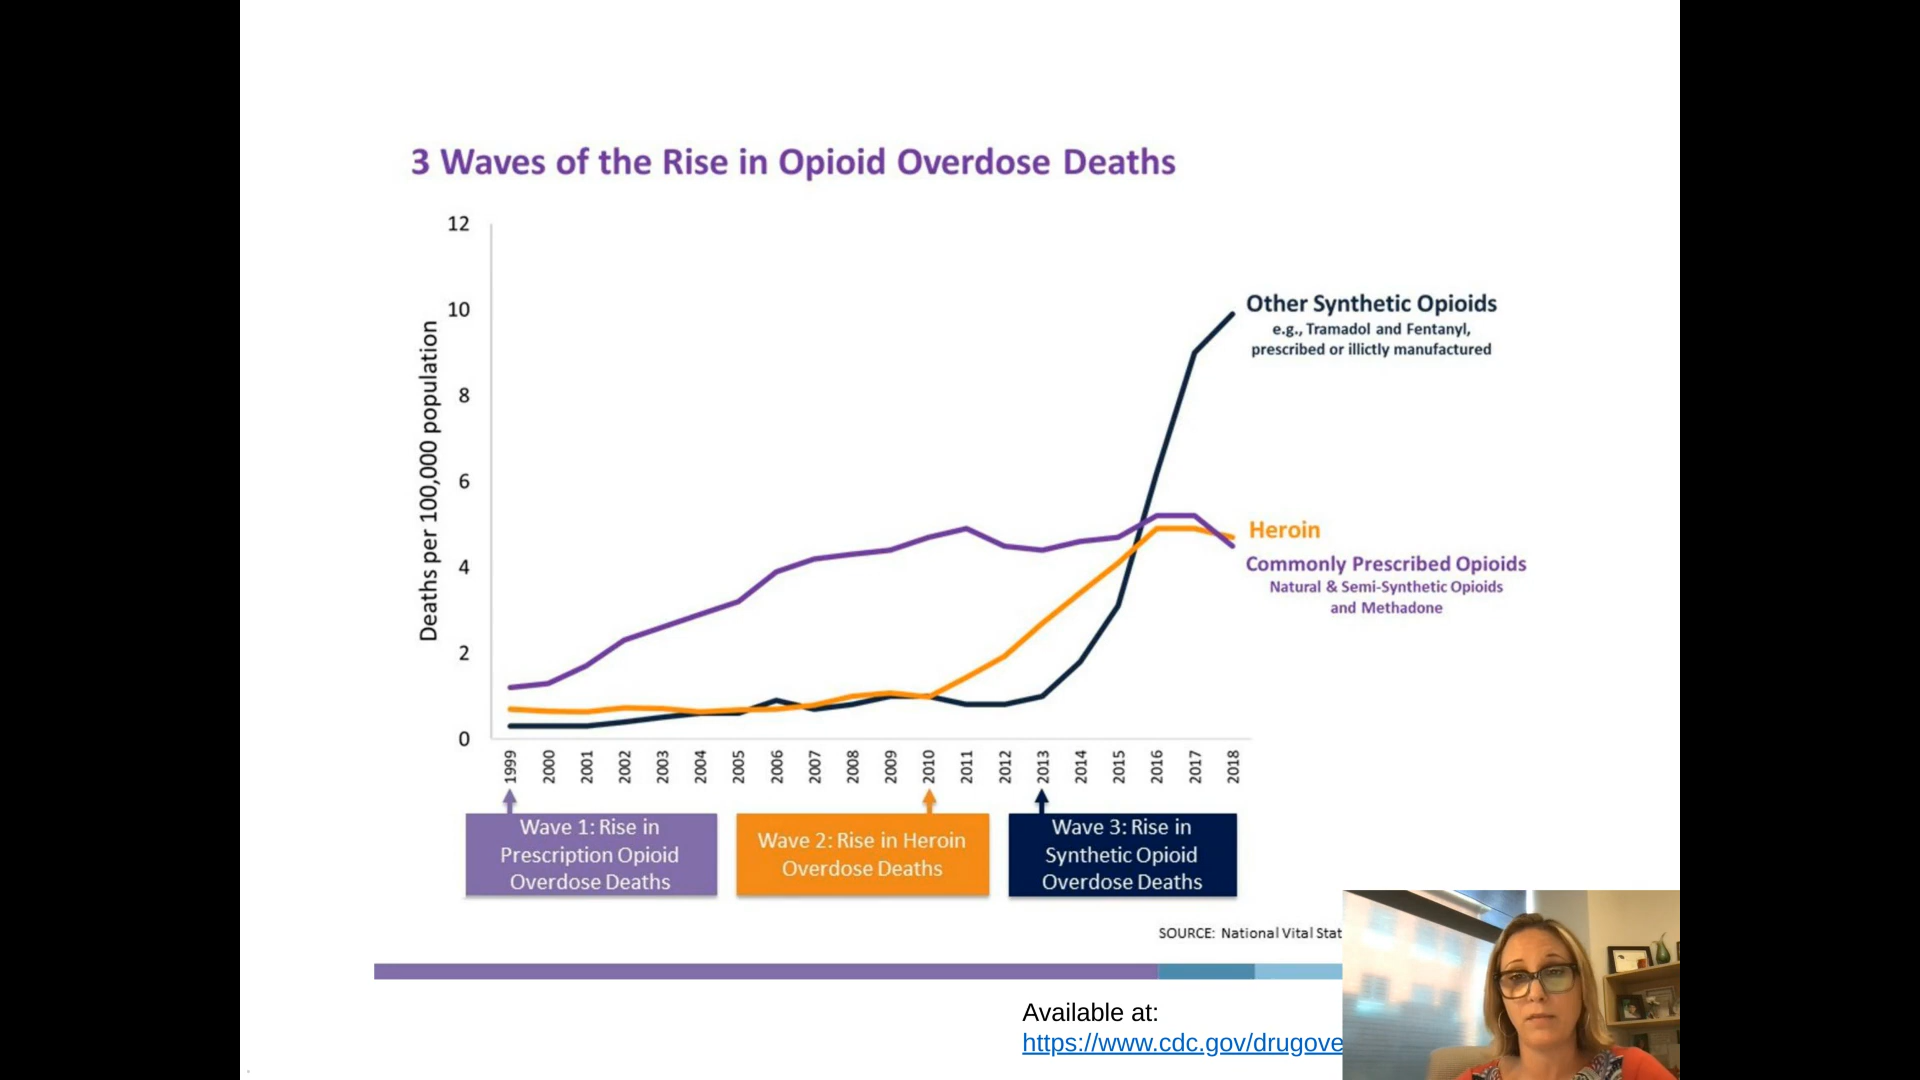 3 Waves of the Rise in Opioid Overdose Deaths
12
10
8
6
4
2
0
Deaths per 100,000 population
Other Synthetic Opioids
e.g., Tramadol and Fentanyl,
prescribed or illictly manufactured
Heroin
Commonly Prescribed Opioids
Natural & Semi-Synthetic Opioids
and Methadone
1999 2000 2001 2002 2003 2004 2005 2006 2007 2008 2009 2010 2011 2012 2013 2014 2015 2016 2017 2018
Wave 1: Rise in
Prescription Opioid
Overdose Deaths
Wave 2: Rise in Heroin
Overdose Deaths
Wave 3: Rise in
Synthetic Opioid
Overdose Deaths
SOURCE: National Vital Stat
Available at:
https://www.cdc.gov/drugove